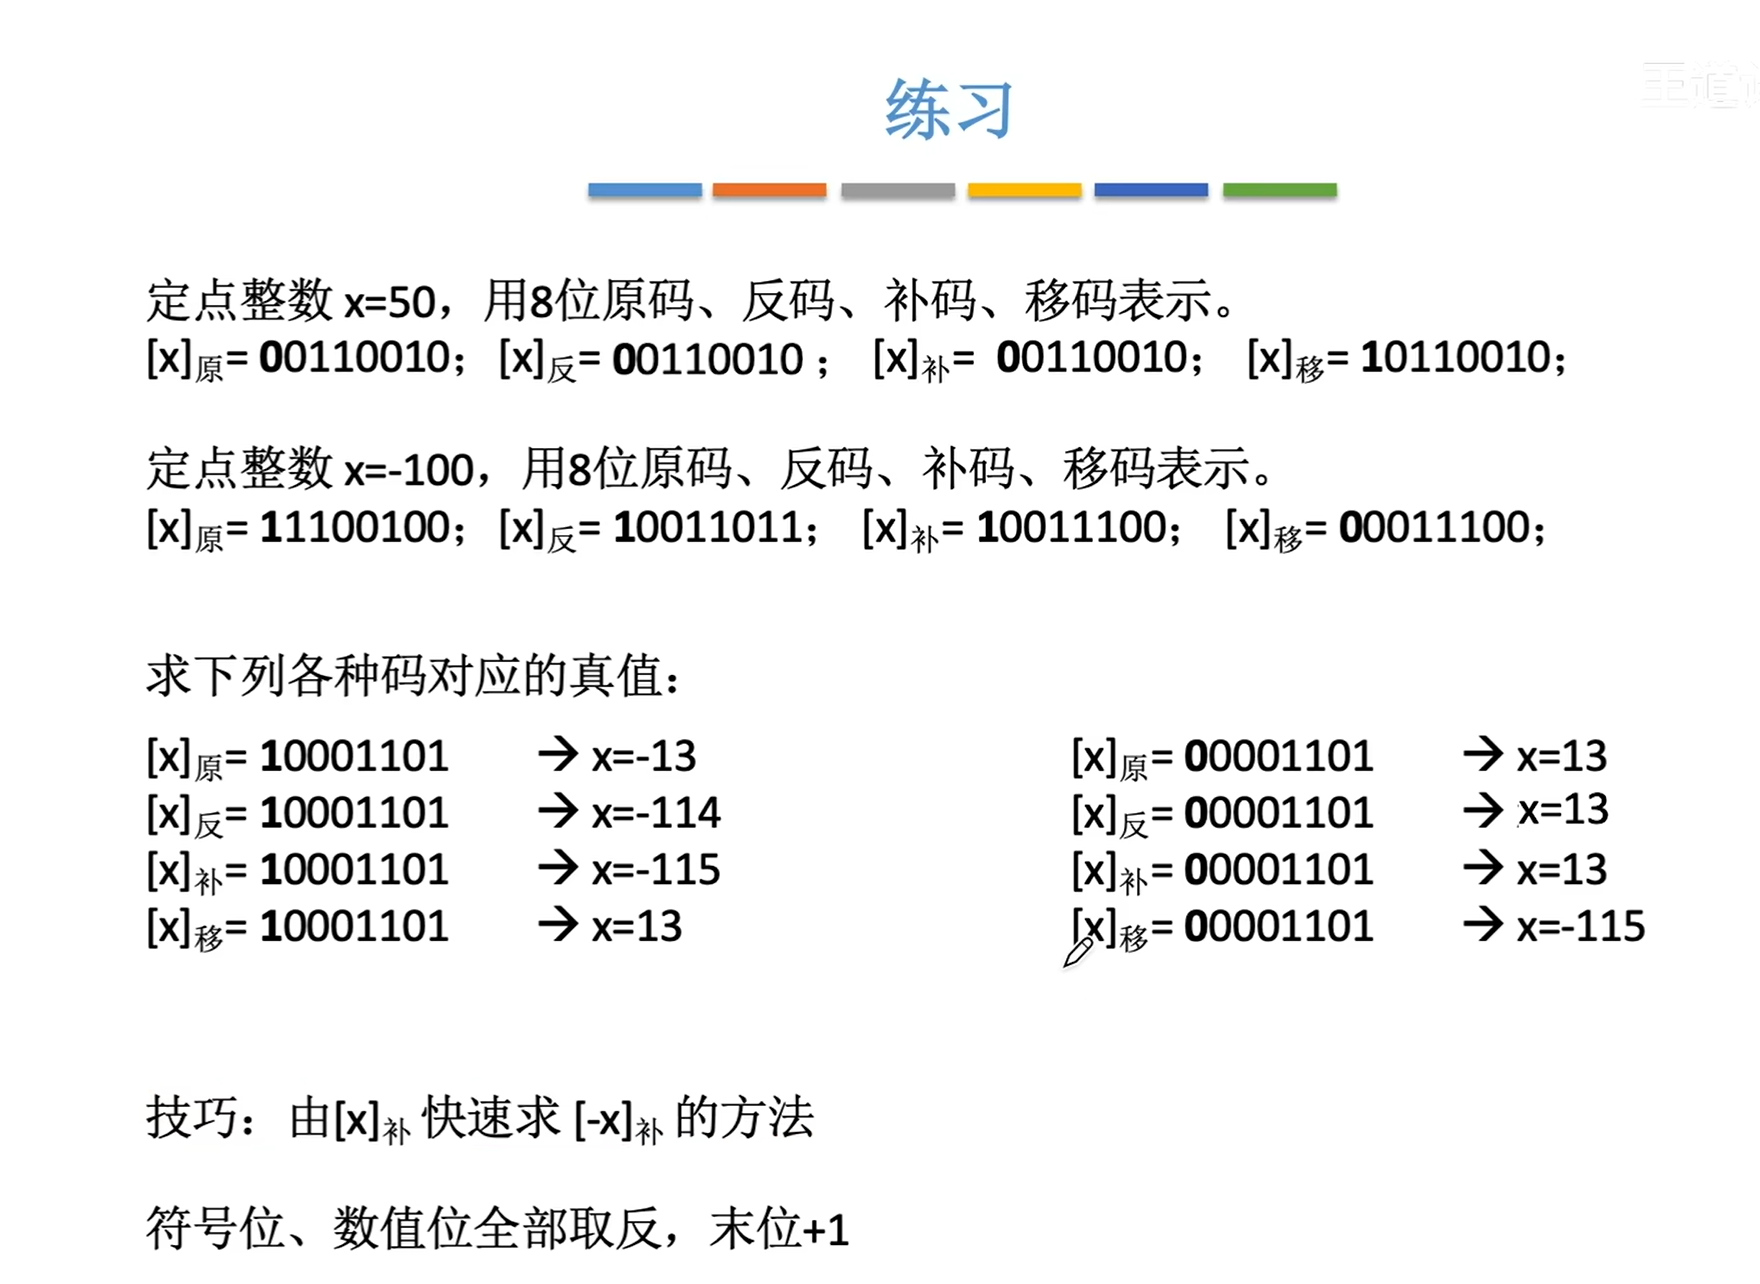 王道
练习
定点整数 x=50，用8位原码、反码、补码、移码表示。
[x]原= 00110010；[x]反= 00110010；[x]补= 00110010；[x]移= 10110010；
定点整数 x=-100，用8位原码、反码、补码、移码表示。
[x]原= 11100100；[x]反= 10011011；[x]补= 10011100；[x]移= 00011100；
求下列各种码对应的真值：
[x]原= 10001101 → x=-13 [x]原= 00001101 → x=13
[x]反= 10001101 → x=-114 [x]反= 00001101 → x=13
[x]补= 10001101 → x=-115 [x]补= 00001101 → x=13
[x]移= 10001101 → x=13 [x]移= 00001101 → x=-115
技巧：由[x]补 快速求 [-x]补 的方法
符号位、数值位全部取反，末位+1